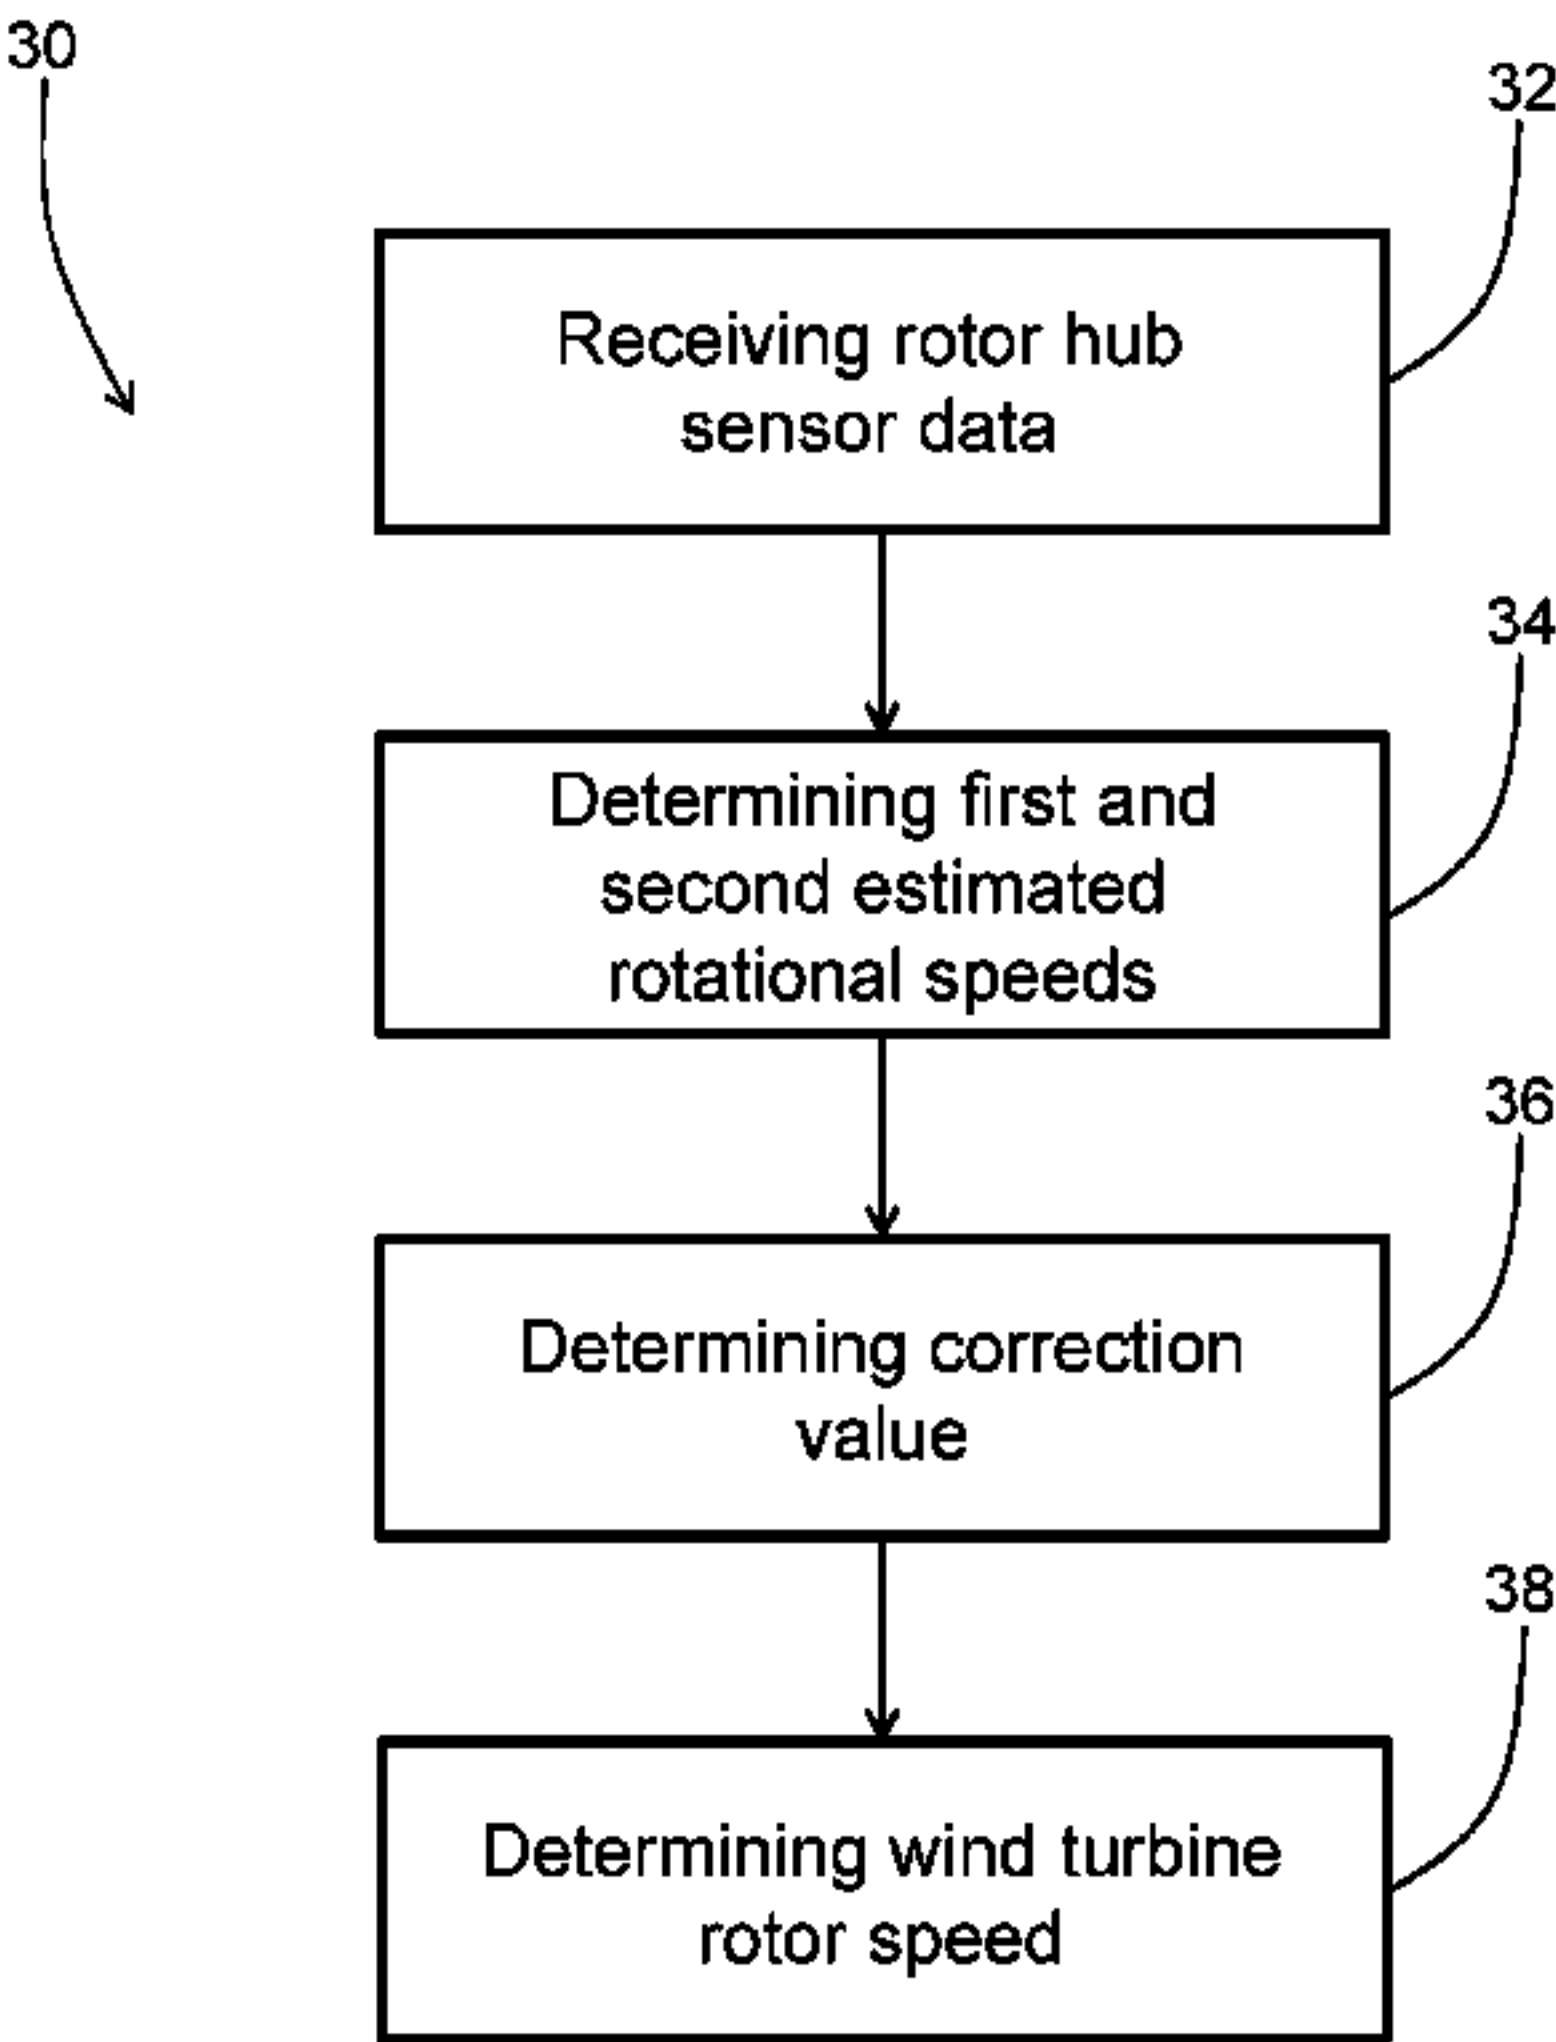 30
32
Receiving rotor hub
sensor data
34
Determining first and
second estimated
rotational speeds
36
Determining correction
value
38
Determining wind turbine
rotor speed